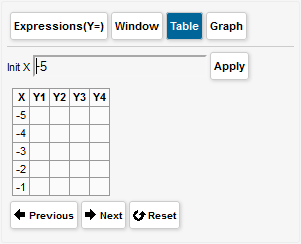 Expressions(Y=) Window Table Graph
Init X -5 Apply
X Y1 Y2 Y3 Y4
-5
-4
-3
-2
-1
Previous Next Reset